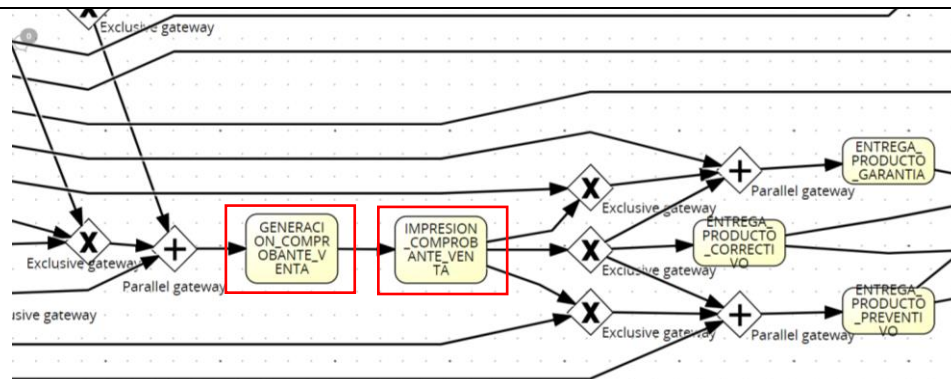 Exclusive gateway
ENTREGA_
PRODUCTO
_GARANTIA
Parallel gateway
Exclusive gateway
GENERACI
ON_COMPR
OBANTE_V
ENTA
IMPRESION
_COMPROB
ANTE_VEN
TA
ENTREGA_
PRODUCTO
_CORRECTI
VO
Exclusive gateway
Exclusive gateway
Parallel gateway
ENTREGA_
PRODUCTO
_PREVENTI
VO
usive gateway
Exclusive gateway
Parallel gateway